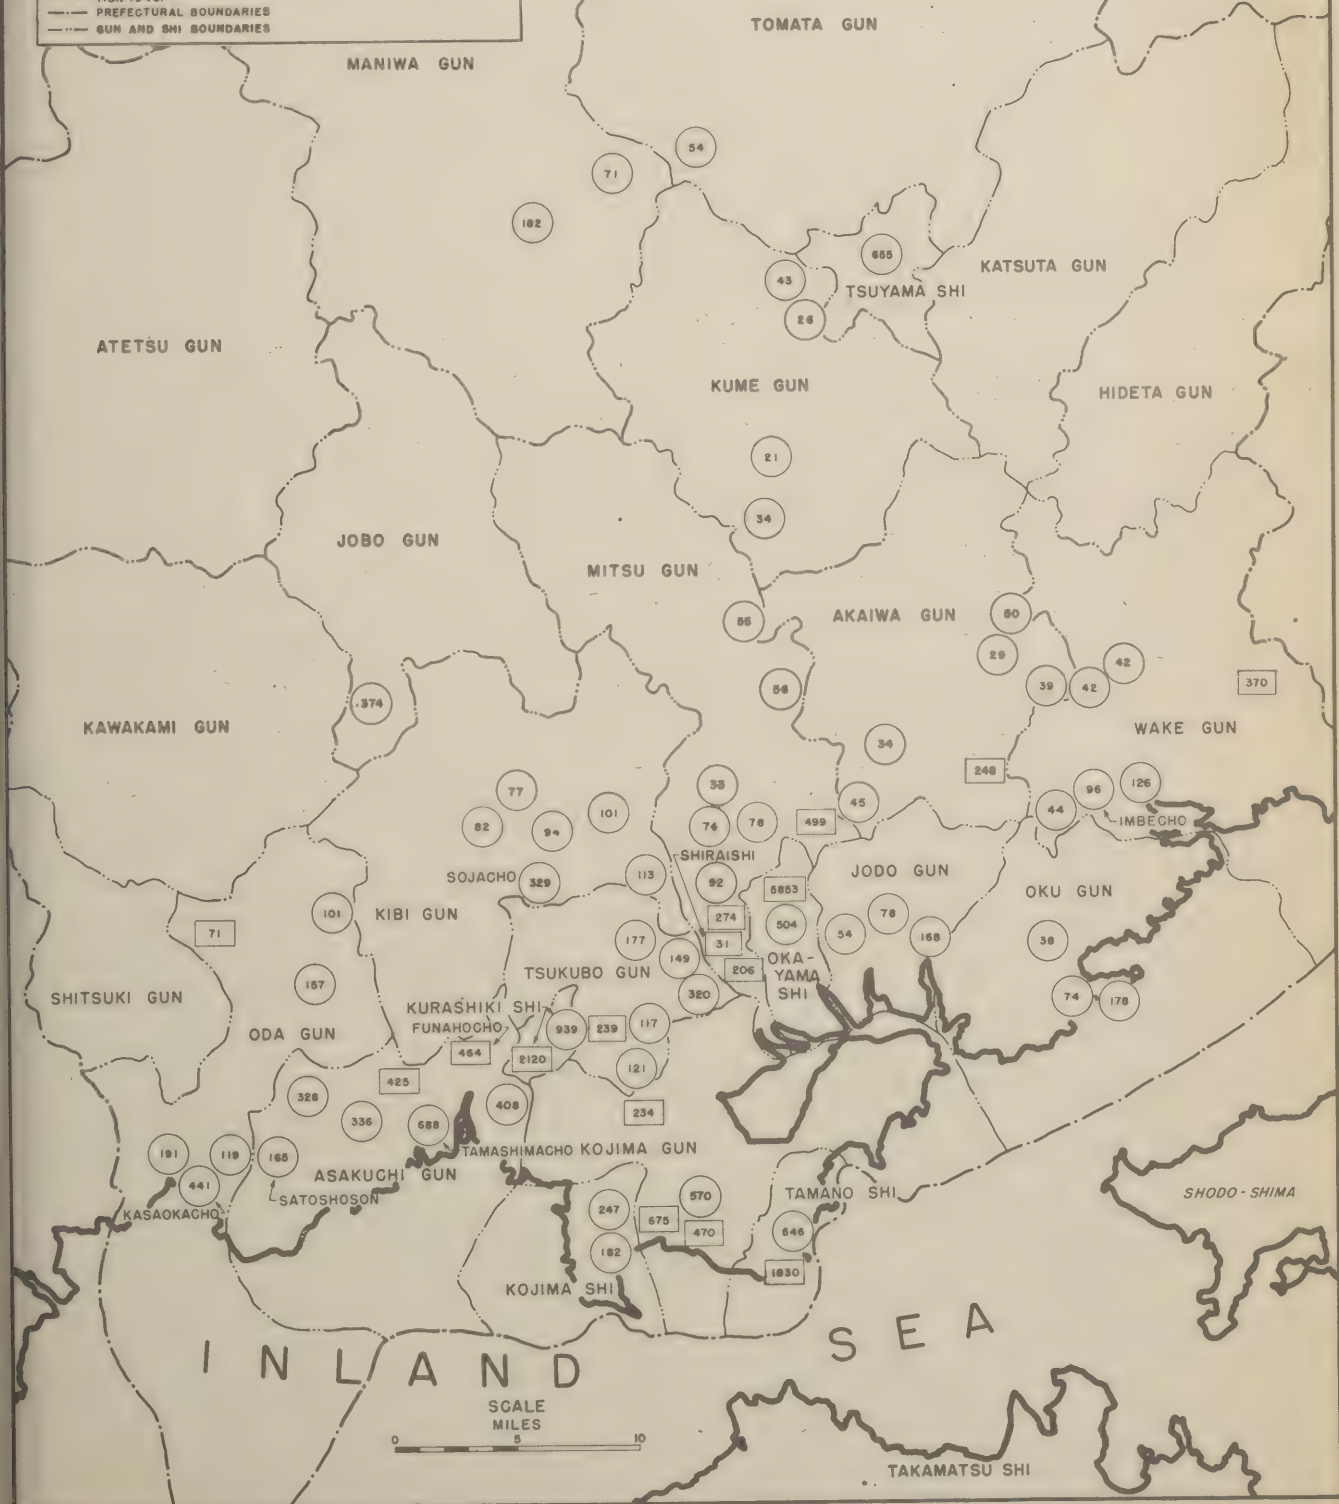 PREFECTURAL BOUNDARIES
GUN AND SHI BOUNDARIES
TOMATA GUN
MANIWA GUN
54
71
182
655
KATSUTA GUN
43
TSUYAMA SHI
26
ATETSU GUN
KUME GUN
HIDETA GUN
21
34
JOBO GUN
MITSU GUN
55
AKAIWA GUN
60
29
42
39
42
370
56
374
KAWAKAMI GUN
WAKE GUN
34
246
77
33
45
96
126
101
44
IMBECHO
82
94
74
78
499
SHIRAISHI
SOJACHO
329
113
92
5853
JODO GUN
OKU GUN
101
KIBI GUN
274
504
78
71
177
31
54
168
38
149
OKA-
YAMA
SHI
TSUKUBO GUN
206
157
SHITSUKI GUN
320
74
178
KURASHIKI SHI
FUNAHOCHO
939
239
117
ODA GUN
464
2120
121
425
328
408
234
336
688
TAMASHIMACHO
KOJIMA GUN
191
119
165
ASAKUCHI GUN
441
SATOSHOSON
KASAOKACHO
TAMANO SHI
SHODO-SHIMA
247
570
675
470
646
182
1830
KOJIMA SHI
INLAND SEA
SCALE
MILES
0 5 10
TAKAMATSU SHI